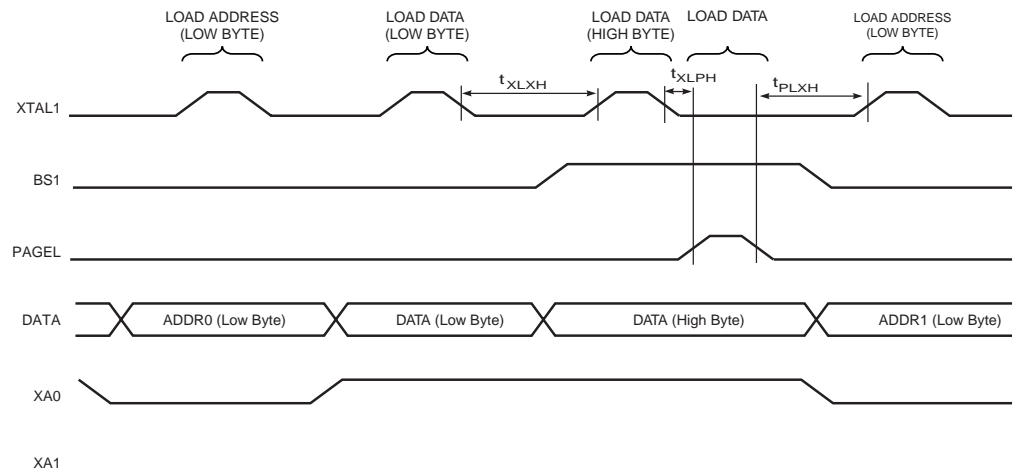 LOAD ADDRESS
(LOW BYTE)
LOAD DATA
(LOW BYTE)
LOAD DATA
(HIGH BYTE)
LOAD DATA
LOAD ADDRESS
(LOW BYTE)
tXLXH
tXLPH
tPLXH
XTAL1
BS1
PAGEL
DATA
ADDR0 (Low Byte)
DATA (Low Byte)
DATA (High Byte)
ADDR1 (Low Byte)
XA0
XA1